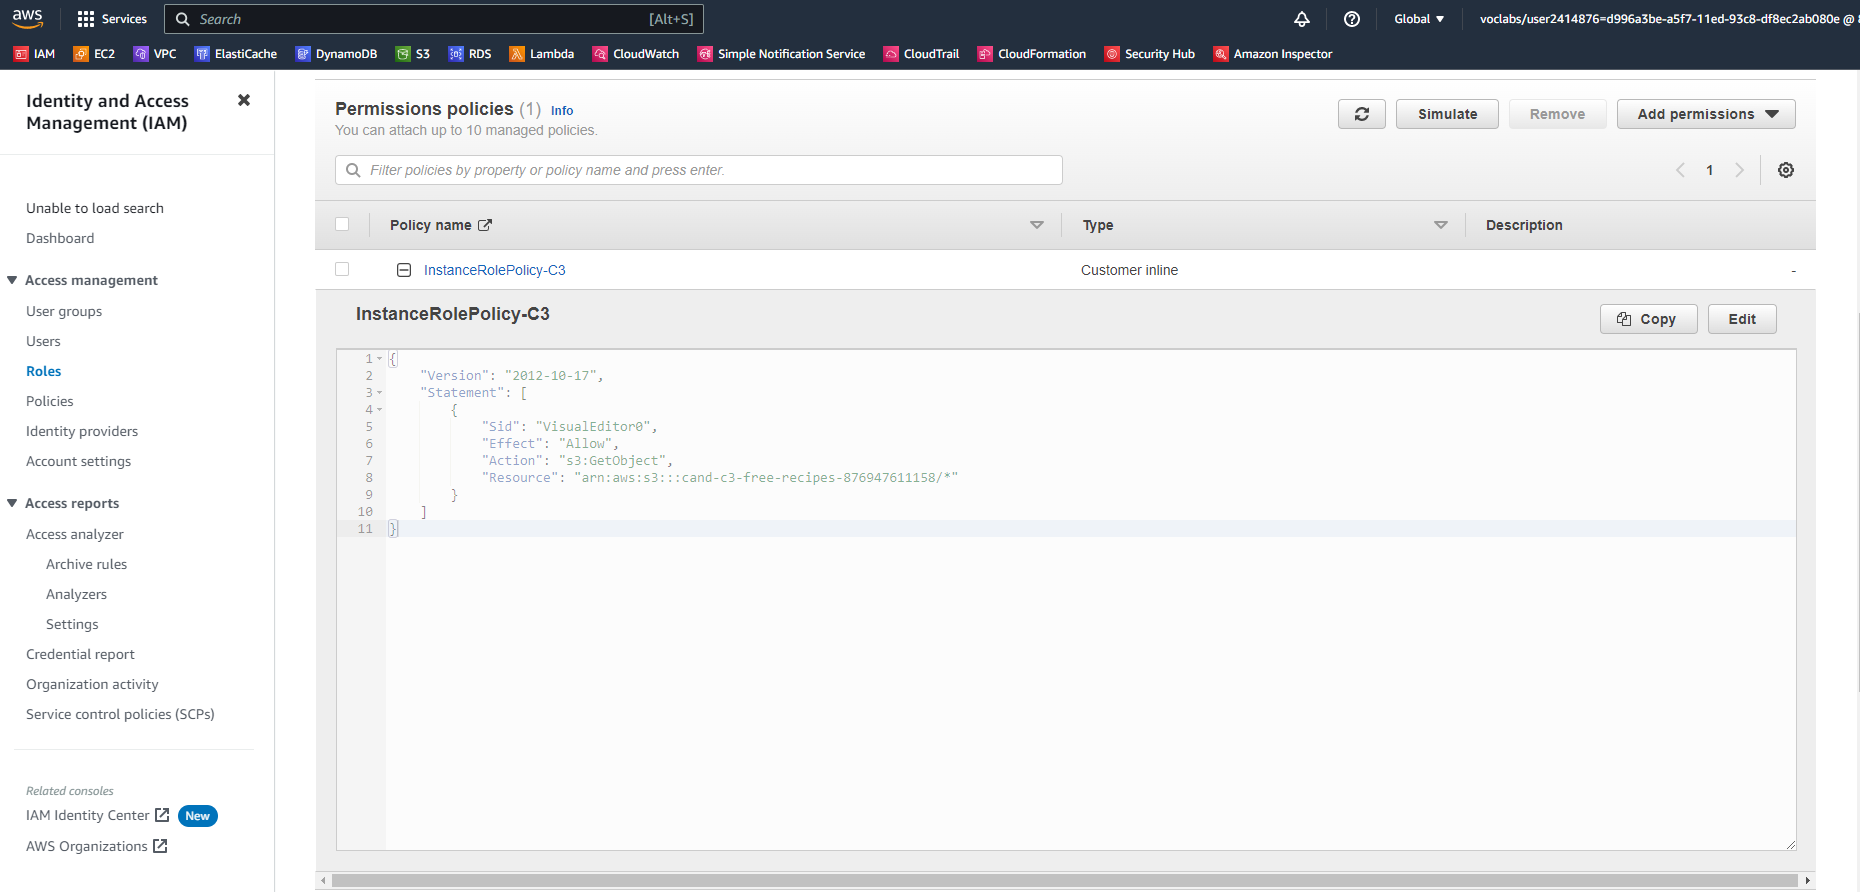 aws Services Search [Alt+S] Global voclabs/user2414876=d996a3be-a5f7-11ed-93c8-df8ec2ab080e @
IAM EC2 VPC ElastiCache DynamoDB S3 RDS Lambda CloudWatch Simple Notification Service CloudTrail CloudFormation Security Hub Amazon Inspector
Identity and Access
Management (IAM)
Unable to load search
Dashboard
Access management
User groups
Users
Roles
Policies
Identity providers
Account settings
Access reports
Access analyzer
Archive rules
Analyzers
Settings
Credential report
Organization activity
Service control policies (SCPs)
Related consoles
IAM Identity Center New
AWS Organizations
Permissions policies (1) Info
You can attach up to 10 managed policies.
Simulate Remove Add permissions
Filter policies by property or policy name and press enter.
1
Policy name Type Description
InstanceRolePolicy-C3 Customer inline -
InstanceRolePolicy-C3
Copy Edit
1 {
2 "Version": "2012-10-17",
3 "Statement": [
4 {
5 "Sid": "VisualEditor0",
6 "Effect": "Allow",
7 "Action": "s3:GetObject",
8 "Resource": "arn:aws:s3:::cand-c3-free-recipes-876947611158/*"
9 }
10 ]
11 }